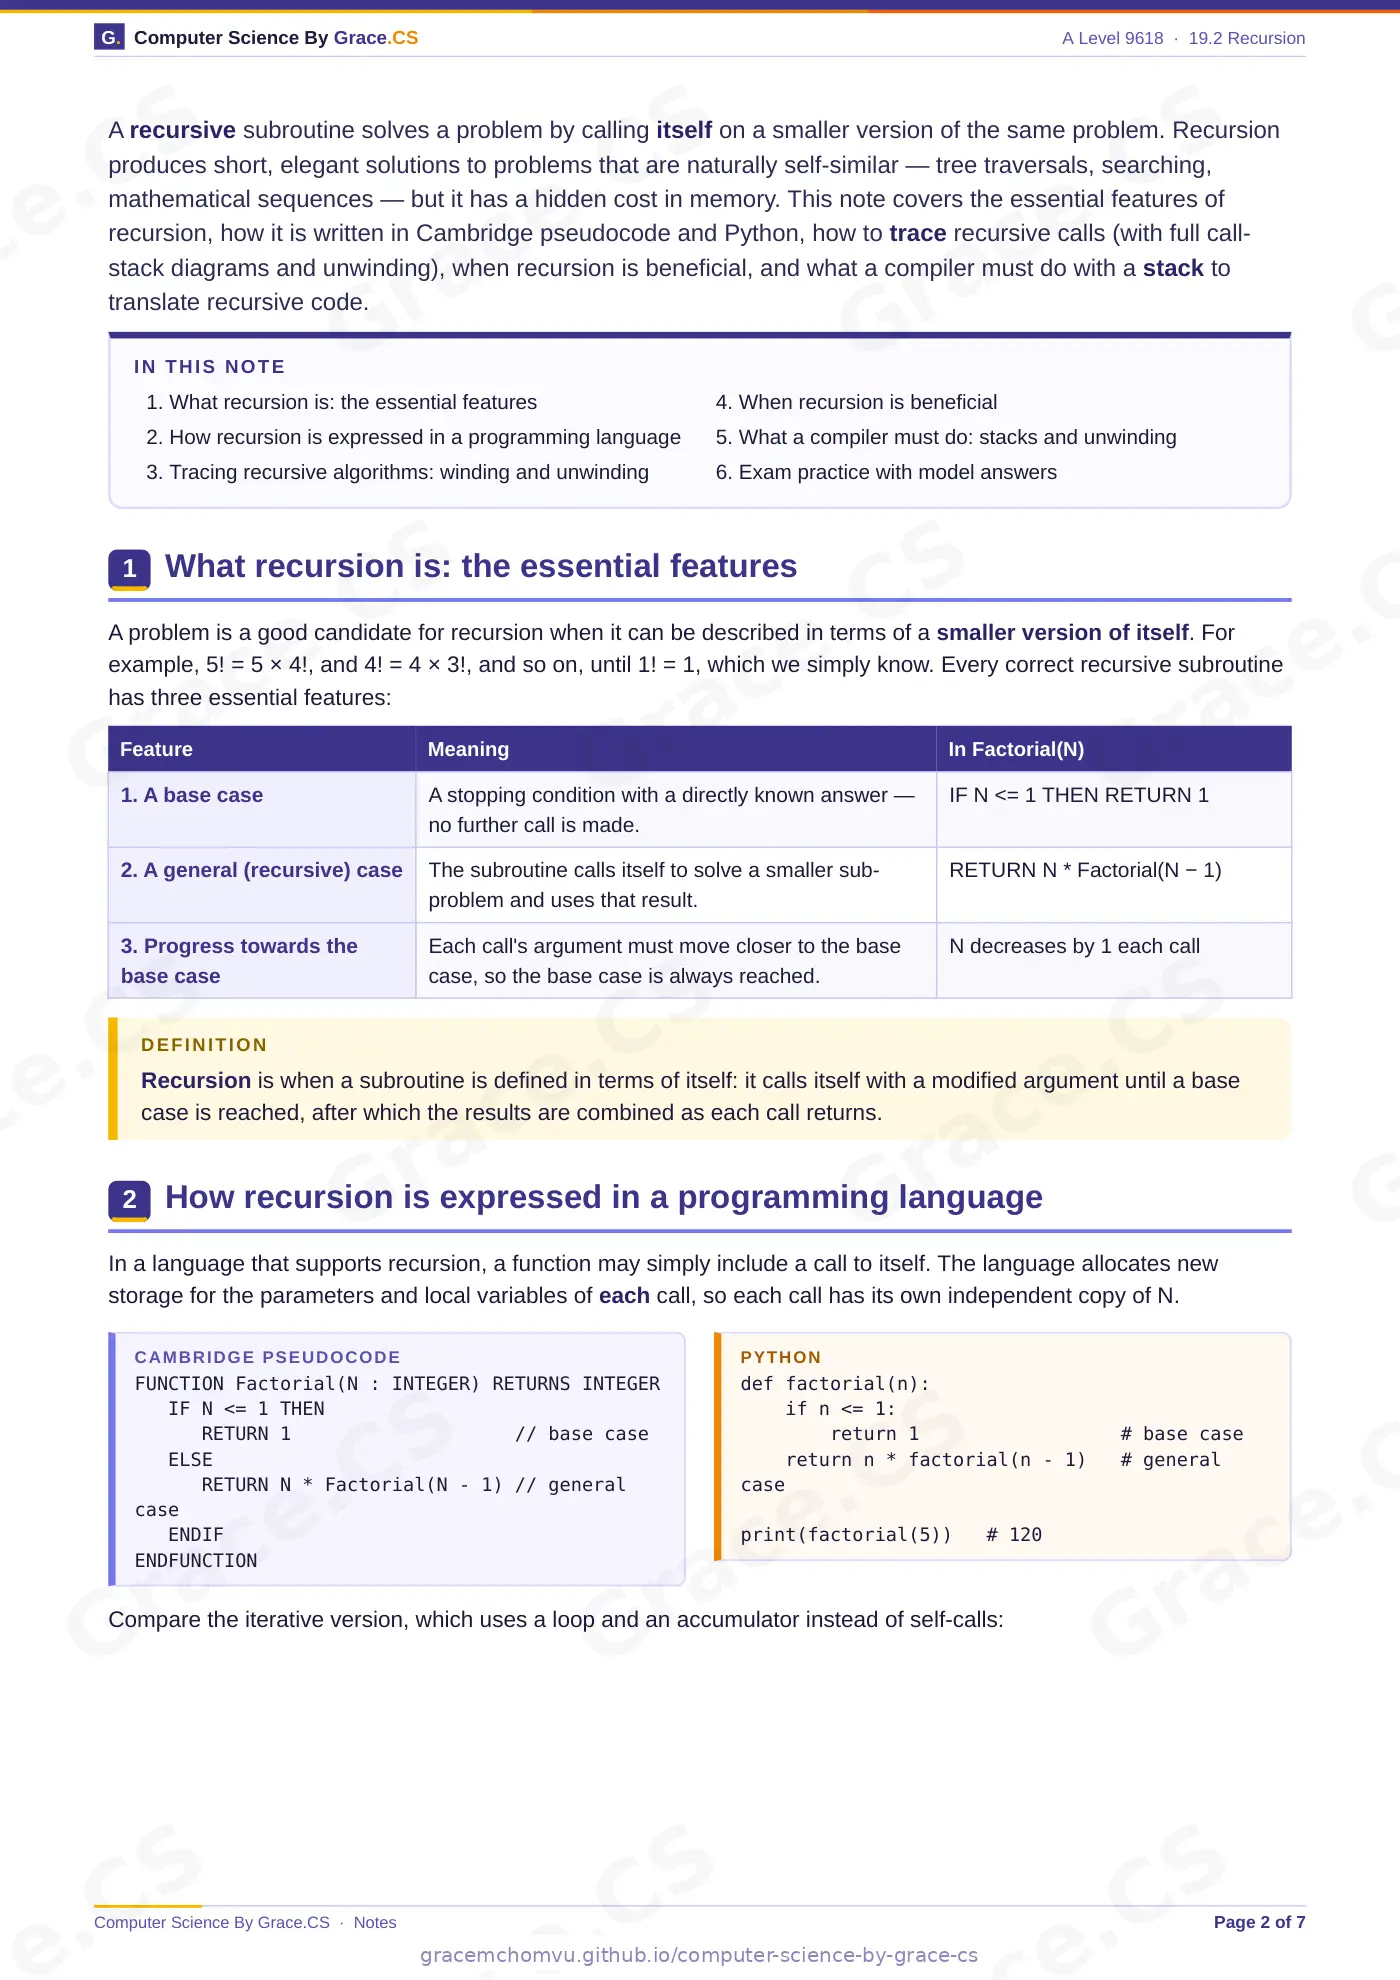 G. Computer Science By Grace.CS
A Level 9618 · 19.2 Recursion
A recursive subroutine solves a problem by calling itself on a smaller version of the same problem. Recursion
produces short, elegant solutions to problems that are naturally self-similar — tree traversals, searching,
mathematical sequences — but it has a hidden cost in memory. This note covers the essential features of
recursion, how it is written in Cambridge pseudocode and Python, how to trace recursive calls (with full call-
stack diagrams and unwinding), when recursion is beneficial, and what a compiler must do with a stack to
translate recursive code.
IN THIS NOTE
1. What recursion is: the essential features
2. How recursion is expressed in a programming language
3. Tracing recursive algorithms: winding and unwinding
4. When recursion is beneficial
5. What a compiler must do: stacks and unwinding
6. Exam practice with model answers
1 What recursion is: the essential features
A problem is a good candidate for recursion when it can be described in terms of a smaller version of itself. For
example, 5! = 5 × 4!, and 4! = 4 × 3!, and so on, until 1! = 1, which we simply know. Every correct recursive subroutine
has three essential features:
Feature
Meaning
In Factorial(N)
1. A base case
A stopping condition with a directly known answer —
no further call is made.
IF N <= 1 THEN RETURN 1
2. A general (recursive) case
The subroutine calls itself to solve a smaller sub-
problem and uses that result.
RETURN N * Factorial(N − 1)
3. Progress towards the
base case
Each call's argument must move closer to the base
case, so the base case is always reached.
N decreases by 1 each call
DEFINITION
Recursion is when a subroutine is defined in terms of itself: it calls itself with a modified argument until a base
case is reached, after which the results are combined as each call returns.
2 How recursion is expressed in a programming language
In a language that supports recursion, a function may simply include a call to itself. The language allocates new
storage for the parameters and local variables of each call, so each call has its own independent copy of N.
CAMBRIDGE PSEUDOCODE
FUNCTION Factorial(N : INTEGER) RETURNS INTEGER
   IF N <= 1 THEN
      RETURN 1                    // base case
   ELSE
      RETURN N * Factorial(N - 1) // general
case
   ENDIF
ENDFUNCTION
PYTHON
def factorial(n):
    if n <= 1:
        return 1                  # base case
    return n * factorial(n - 1)   # general
case
print(factorial(5))   # 120
Compare the iterative version, which uses a loop and an accumulator instead of self-calls:
Computer Science By Grace.CS · Notes
Page 2 of 7
gracemchomvu.github.io/computer-science-by-grace-cs